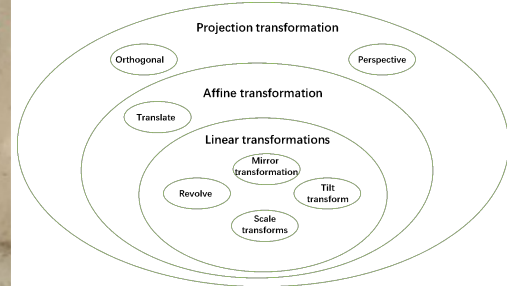 Projection transformation
Orthogonal
Perspective
Affine transformation
Translate
Linear transformations
Mirror
transformation
Revolve
Tilt
transform
Scale
transforms